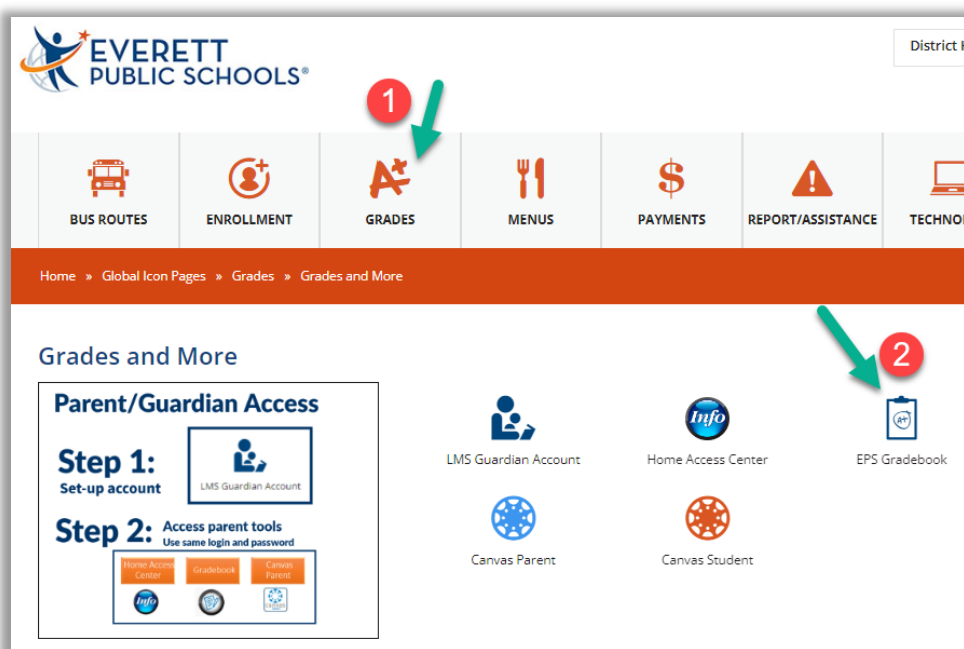 EVERETT
PUBLIC SCHOOLS®
District H
1
BUS ROUTES
ENROLLMENT
GRADES
MENUS
PAYMENTS
REPORT/ASSISTANCE
TECHNOL
Home » Global Icon Pages » Grades » Grades and More
2
Grades and More
Parent/Guardian Access
Step 1:
Set-up account
LMS Guardian Account
Step 2: Access parent tools
Use same login and password
Home Access
Center
Gradebook
Canvas
Parent
Info
CANVAS
LMS Guardian Account
Info
Home Access Center
A+
EPS Gradebook
Canvas Parent
Canvas Student